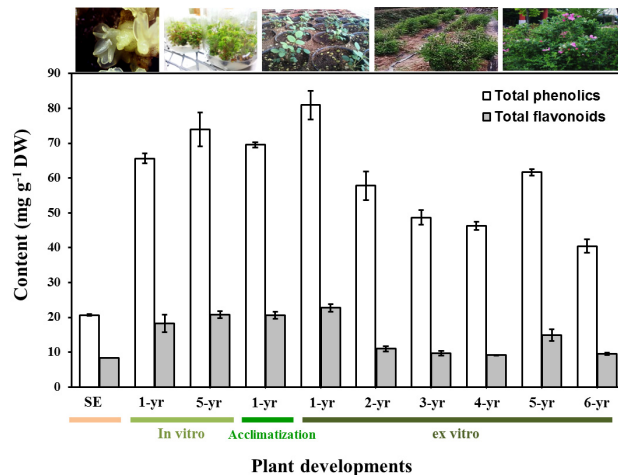 90
80
70
60
50
40
30
20
10
0
Content (mg g-1 DW)
Total phenolics
Total flavonoids
SE 1-yr 5-yr 1-yr 1-yr 2-yr 3-yr 4-yr 5-yr 6-yr
In vitro Acclimatization ex vitro
Plant developments